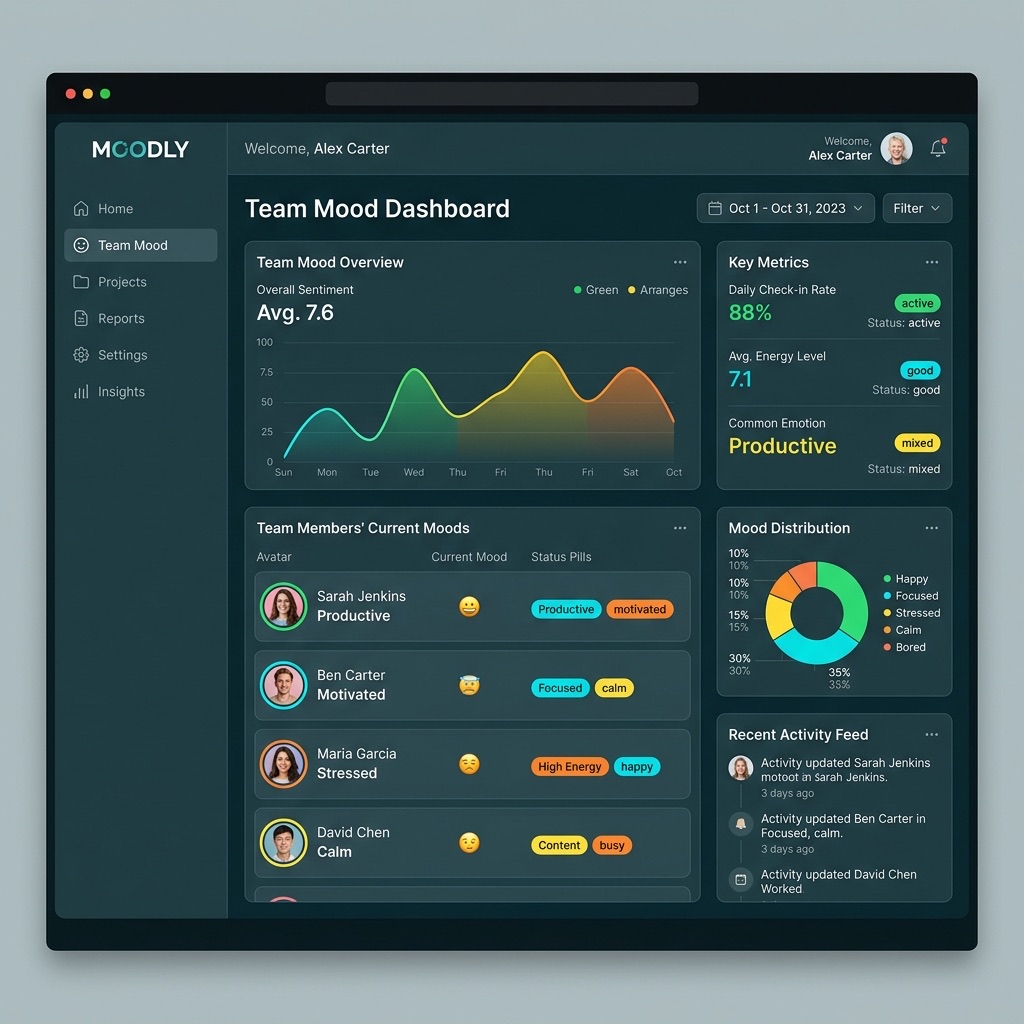 MOODLY
Welcome, Alex Carter
Welcome,
Alex Carter
Home
Team Mood
Projects
Reports
Settings
Insights
Team Mood Dashboard
Oct 1 - Oct 31, 2023
Filter
Team Mood Overview
Overall Sentiment
Avg. 7.6
Green
Arranges
100
7.5
50
25
0
Sun Mon Tue Wed Thu Fri Thu Fri Sat Oct
Key Metrics
Daily Check-in Rate
88%
active
Status: active
Avg. Energy Level
7.1
good
Status: good
Common Emotion
Productive
mixed
Status: mixed
Team Members' Current Moods
Avatar Current Mood Status Pills
Sarah Jenkins
Productive
Productive motivated
Ben Carter
Motivated
Focused calm
Maria Garcia
Stressed
High Energy happy
David Chen
Calm
Content busy
Mood Distribution
10%
10%
10%
10%
15%
15%
30%
30%
35%
35%
Happy
Focused
Stressed
Caim
Bored
Recent Activity Feed
Activity updated Sarah Jenkins
motoot in Sarah Jenkins.
3 days ago
Activity updated Ben Carter in
Focused, calm.
3 days ago
Activity updated David Chen
Worked